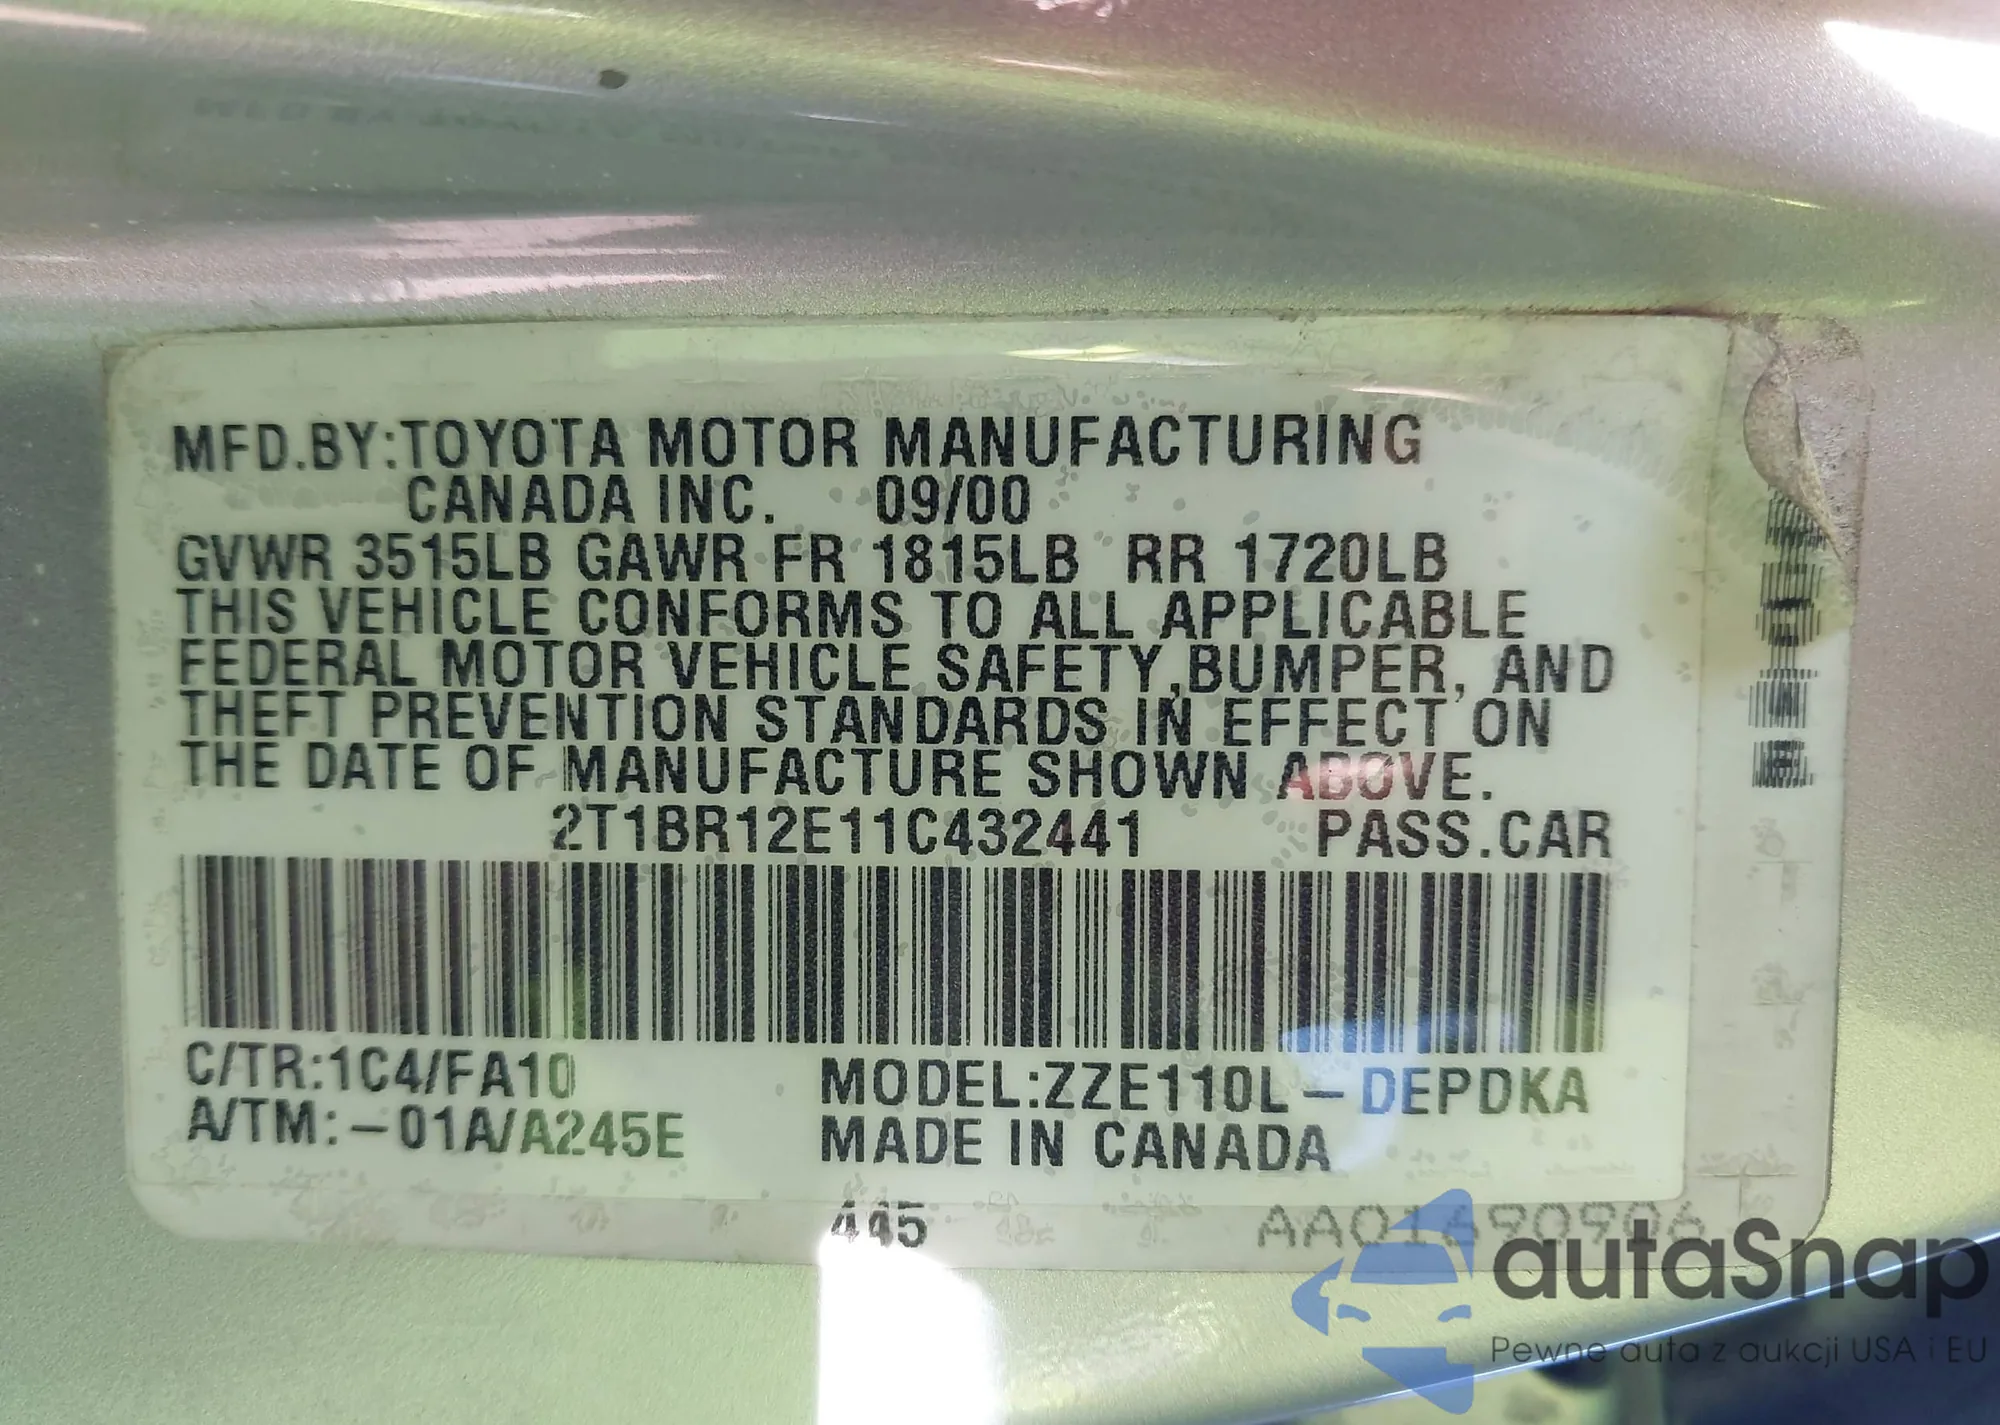 MFD.BY:TOYOTA MOTOR MANUFACTURING
CANADA INC. 09/00
GVWR 3515LB GAWR FR 1815LB RR 1720LB
THIS VEHICLE CONFORMS TO ALL APPLICABLE
FEDERAL MOTOR VEHICLE SAFETY,BUMPER, AND
THEFT PREVENTION STANDARDS IN EFFECT ON
THE DATE OF MANUFACTURE SHOWN ABOVE.
2T1BR12E11C432441 PASS.CAR
C/TR:1C4/FA10
A/TM:-01A/A245E
MODEL:ZZE110L-DEPDKA
MADE IN CANADA
445
AA01690906
autaSnap
Pewne auta z aukcji USA i EU